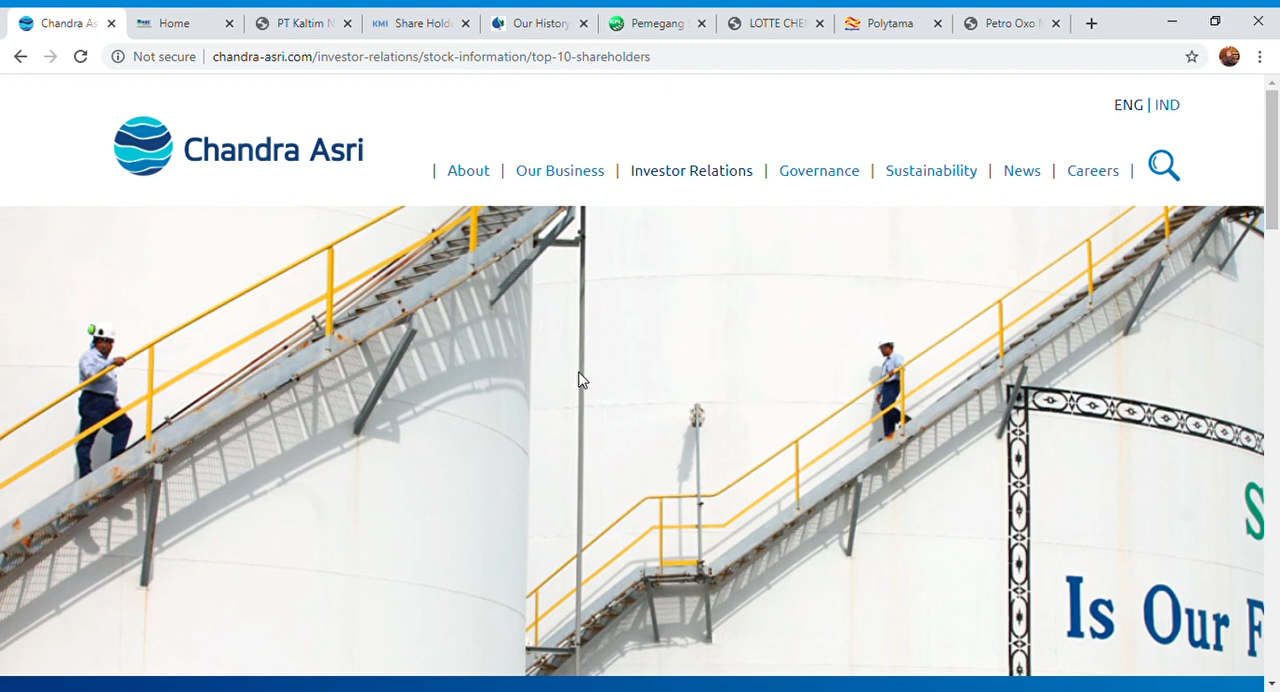 Chandra As
Home
PT Kaltim N
KMI Share Hold
Our History
Pemegang
LOTTE CHE
Polytama
Petro Oxo N
Not secure chandra-asri.com/investor-relations/stock-information/top-10-shareholders
ENG | IND
Chandra Asri
| About | Our Business | Investor Relations | Governance | Sustainability | News | Careers |
S
Is Our F